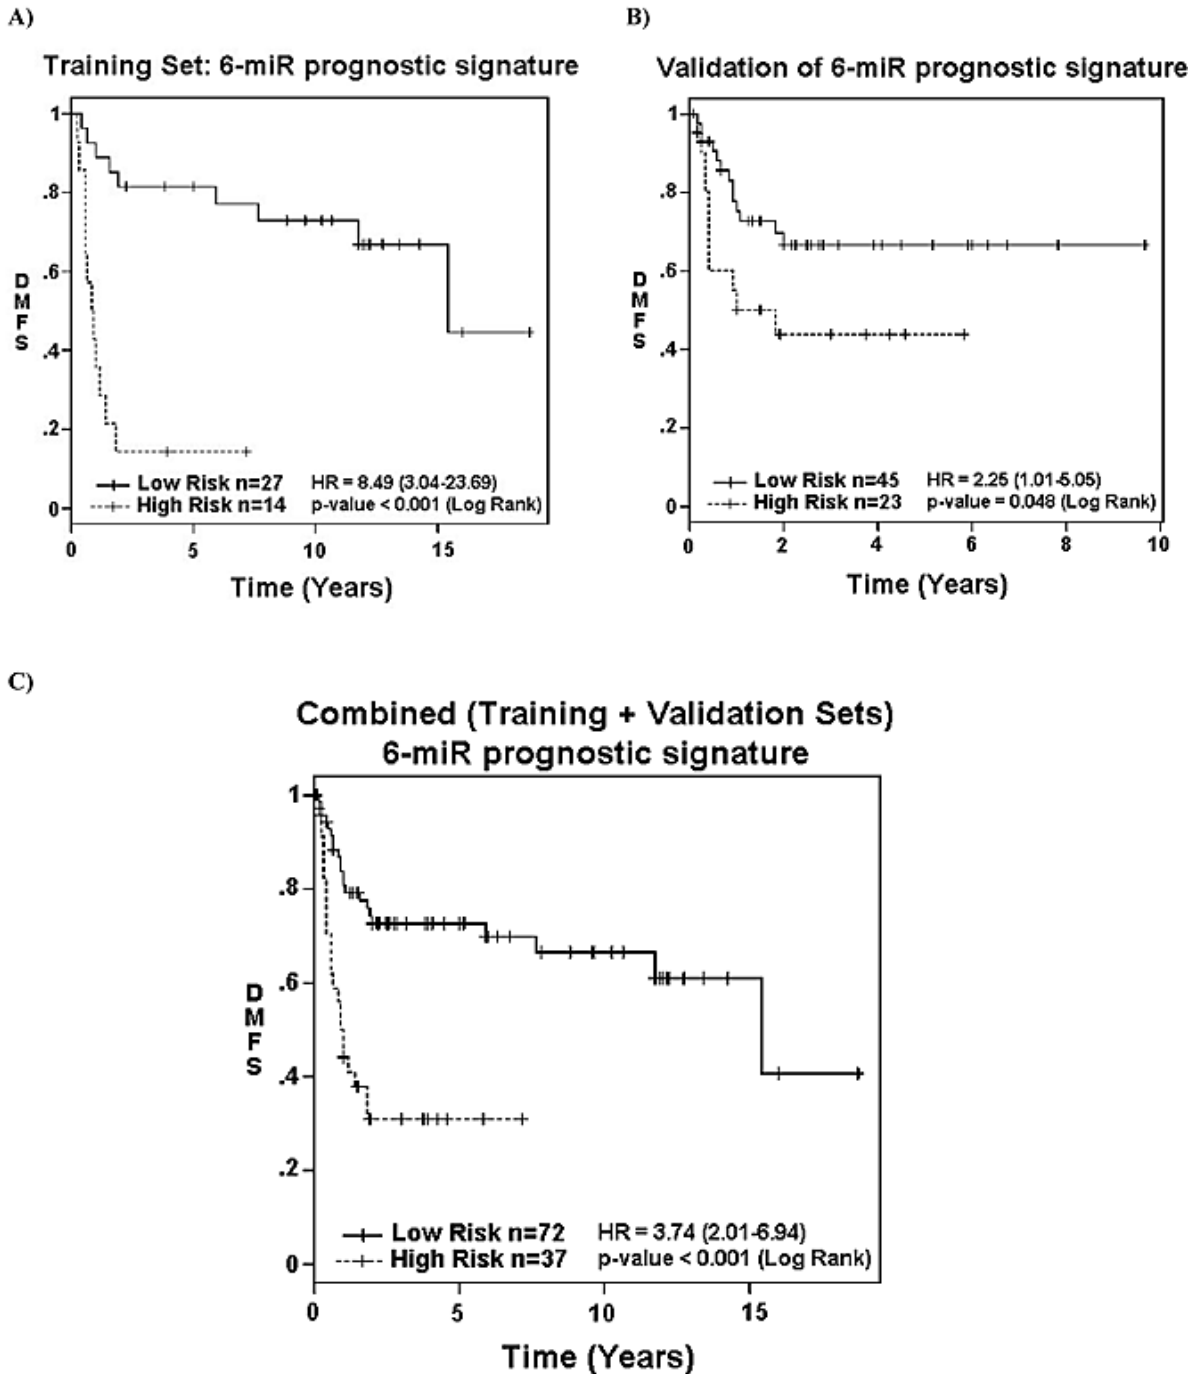 A)
Training Set: 6-miR prognostic signature
1
.8
.6
.4
.2
0
D
M
F
S
Low Risk n=27 HR = 8.49 (3.04-23.69)
High Risk n=14 p-value < 0.001 (Log Rank)
0 5 10 15
Time (Years)
B)
Validation of 6-miR prognostic signature
1
.8
.6
.4
.2
0
D
M
F
S
Low Risk n=45 HR = 2.25 (1.01-5.05)
High Risk n=23 p-value = 0.048 (Log Rank)
0 2 4 6 8 10
Time (Years)
C)
Combined (Training + Validation Sets)
6-miR prognostic signature
1
.8
.6
.4
.2
0
D
M
F
S
Low Risk n=72 HR = 3.74 (2.01-6.94)
High Risk n=37 p-value < 0.001 (Log Rank)
0 5 10 15
Time (Years)